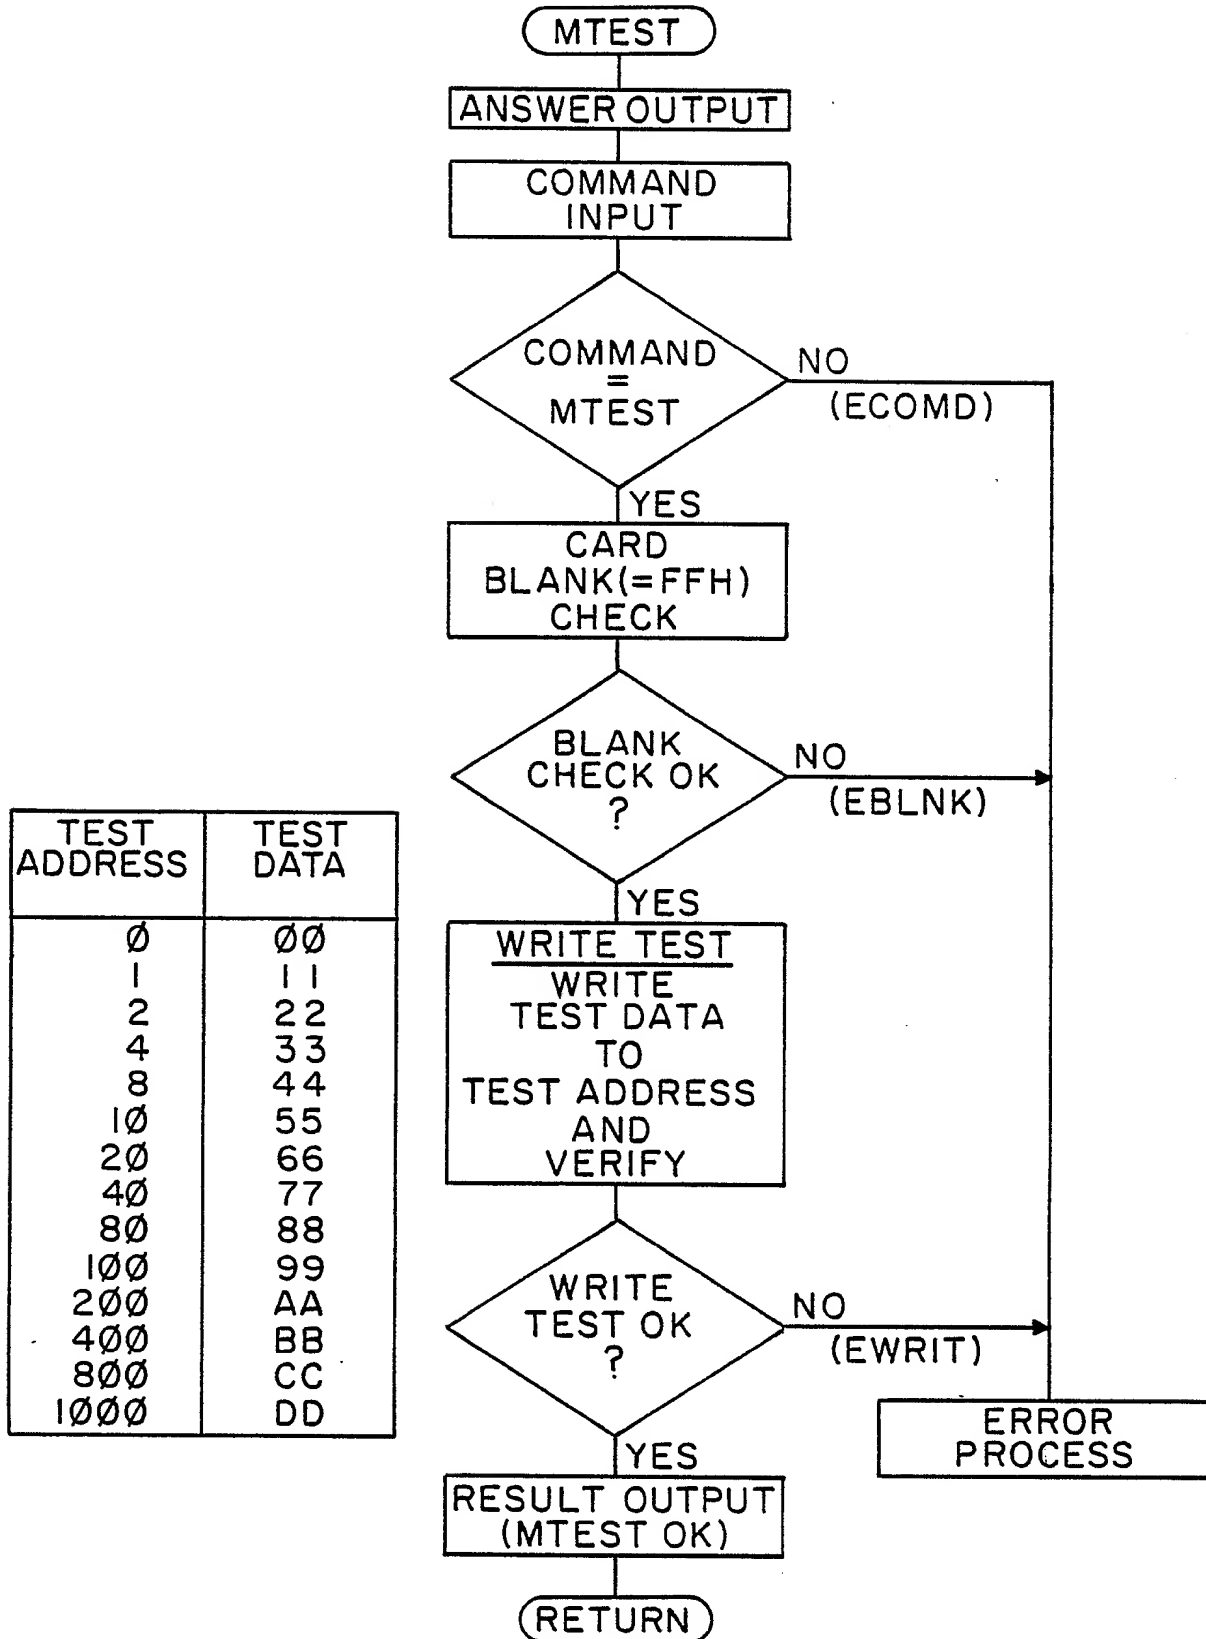 MTEST
ANSWER OUTPUT
COMMAND
INPUT
COMMAND
=
MTEST
NO
(ECOMD)
YES
CARD
BLANK(=FFH)
CHECK
BLANK
CHECK OK
?
NO
(EBLNK)
YES
WRITE TEST
WRITE
TEST DATA
TO
TEST ADDRESS
AND
VERIFY
WRITE
TEST OK
?
NO
(EWRIT)
YES
RESULT OUTPUT
(MTEST OK)
RETURN
ERROR
PROCESS
TEST ADDRESS TEST DATA
Ø ØØ
1 11
2 22
4 33
8 44
1Ø 55
2Ø 66
4Ø 77
8Ø 88
1ØØ 99
2ØØ AA
4ØØ BB
8ØØ CC
1ØØØ DD